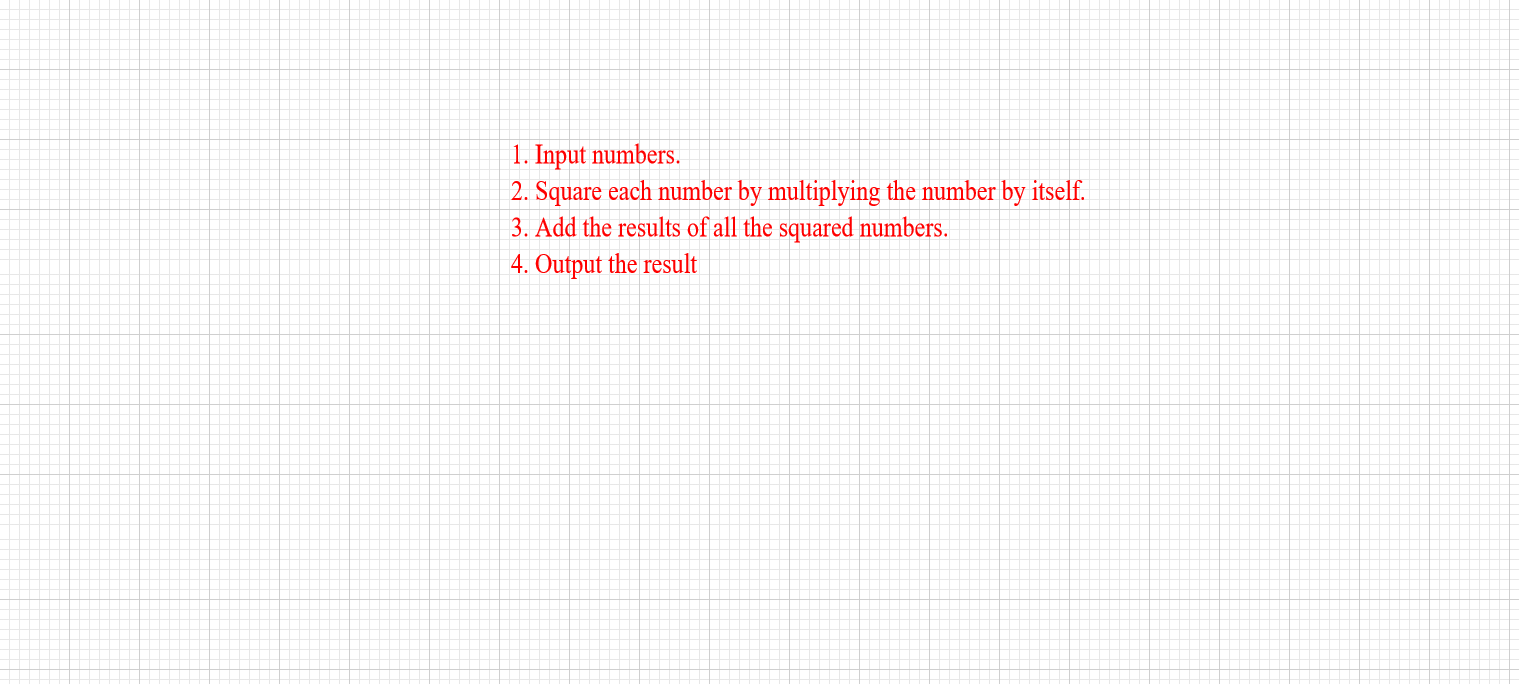 1. Input numbers.
2. Square each number by multiplying the number by itself.
3. Add the results of all the squared numbers.
4. Output the result